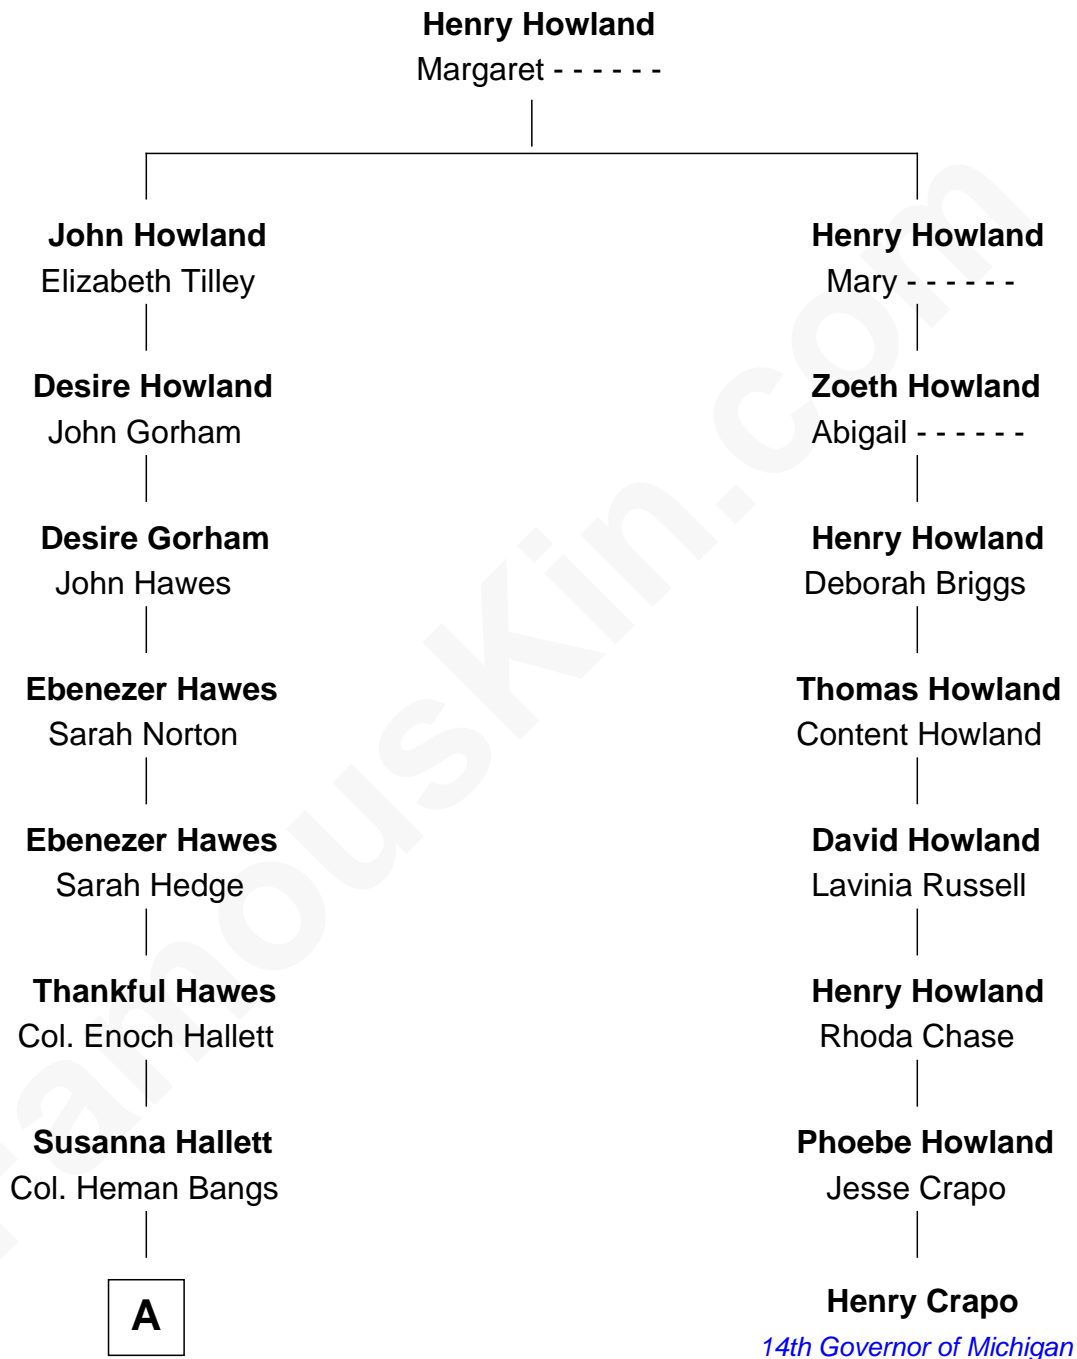 Henry Howland
Margaret - - - - - -
John Howland
Elizabeth Tilley
Henry Howland
Mary - - - - - -
Desire Howland
John Gorham
Zoeth Howland
Abigail - - - - - -
Desire Gorham
John Hawes
Henry Howland
Deborah Briggs
Ebenezer Hawes
Sarah Norton
Thomas Howland
Content Howland
Ebenezer Hawes
Sarah Hedge
David Howland
Lavinia Russell
Thankful Hawes
Col. Enoch Hallett
Henry Howland
Rhoda Chase
Susanna Hallett
Col. Heman Bangs
Phoebe Howland
Jesse Crapo
A
Henry Crapo
14th Governor of Michigan
FamousKin.com